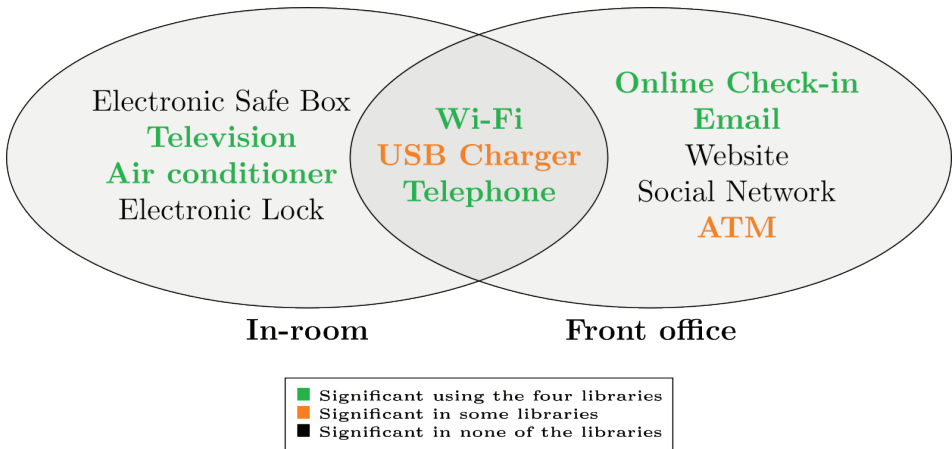 Electronic Safe Box
Television
Air conditioner
Electronic Lock
Wi-Fi
USB Charger
Telephone
Online Check-in
Email
Website
Social Network
ATM
In-room
Front office
Significant using the four libraries
Significant in some libraries
Significant in none of the libraries